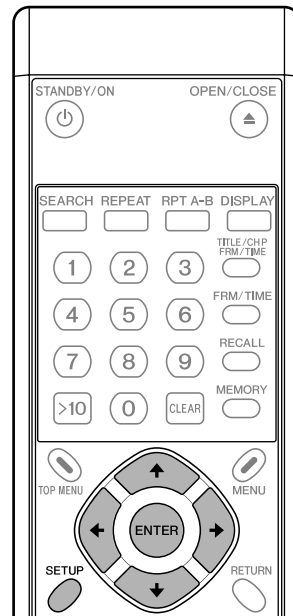 STANDBY/ON OPEN/CLOSE
SEARCH REPEAT RPT A-B DISPLAY
TITLE/CHP
FRM/TIME
1 2 3
FRM/TIME
4 5 6
RECALL
7 8 9
MEMORY
>10 0 CLEAR
TOP MENU MENU
ENTER
SETUP RETURN